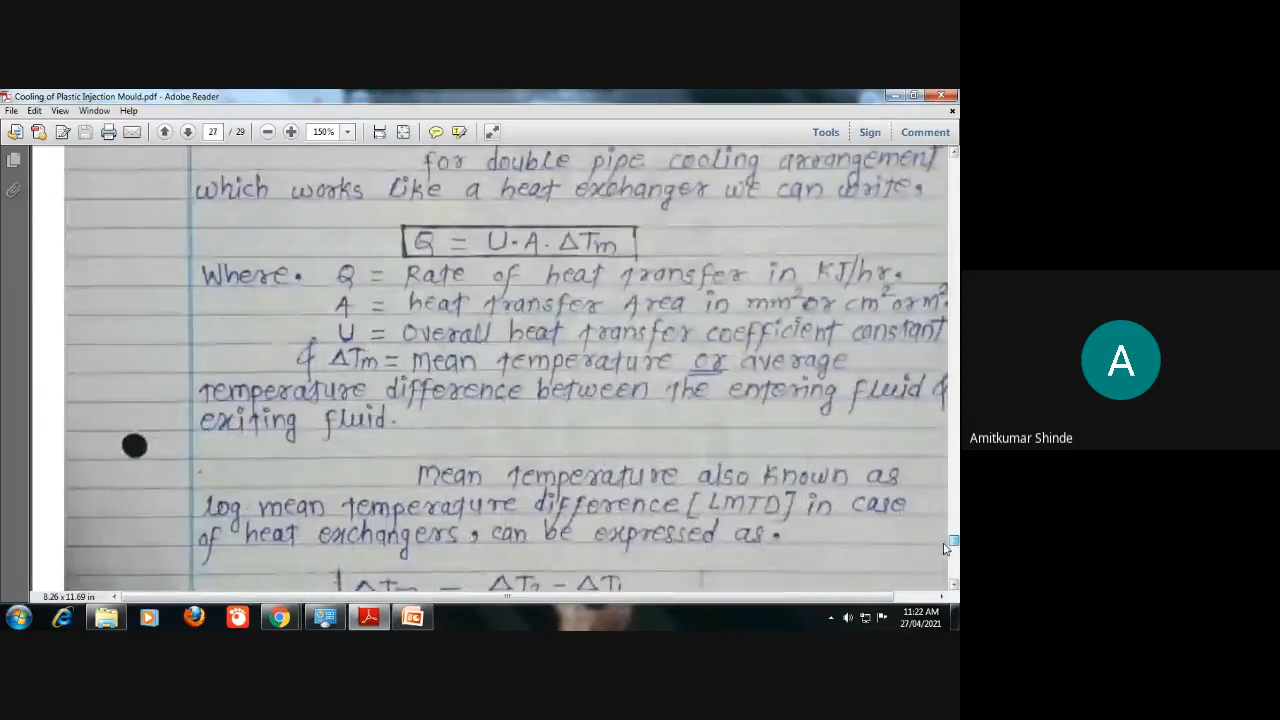 Cooling of Plastic Injection Mould.pdf - Adobe Reader
File Edit View Window Help
27 / 29 150% Tools Sign Comment
for double pipe cooling arrangement
which works like a heat exchanger we can write,
Q = U·A·ΔTm
Where. Q = Rate of heat transfer in KJ/hr.
A = heat transfer Area in mm² or cm² or m²
U = overall heat transfer coefficient constant
& ΔTm = Mean temperature or average
temperature difference between the entering fluid &
exiting fluid.
Mean temperature also known as
log mean temperature difference [LMTD] in case
of heat exchangers, can be expressed as.
ΔTm = ΔT2 - ΔT1
8.26 x 11.69 in
11:22 AM
27/04/2021
A
Amitkumar Shinde